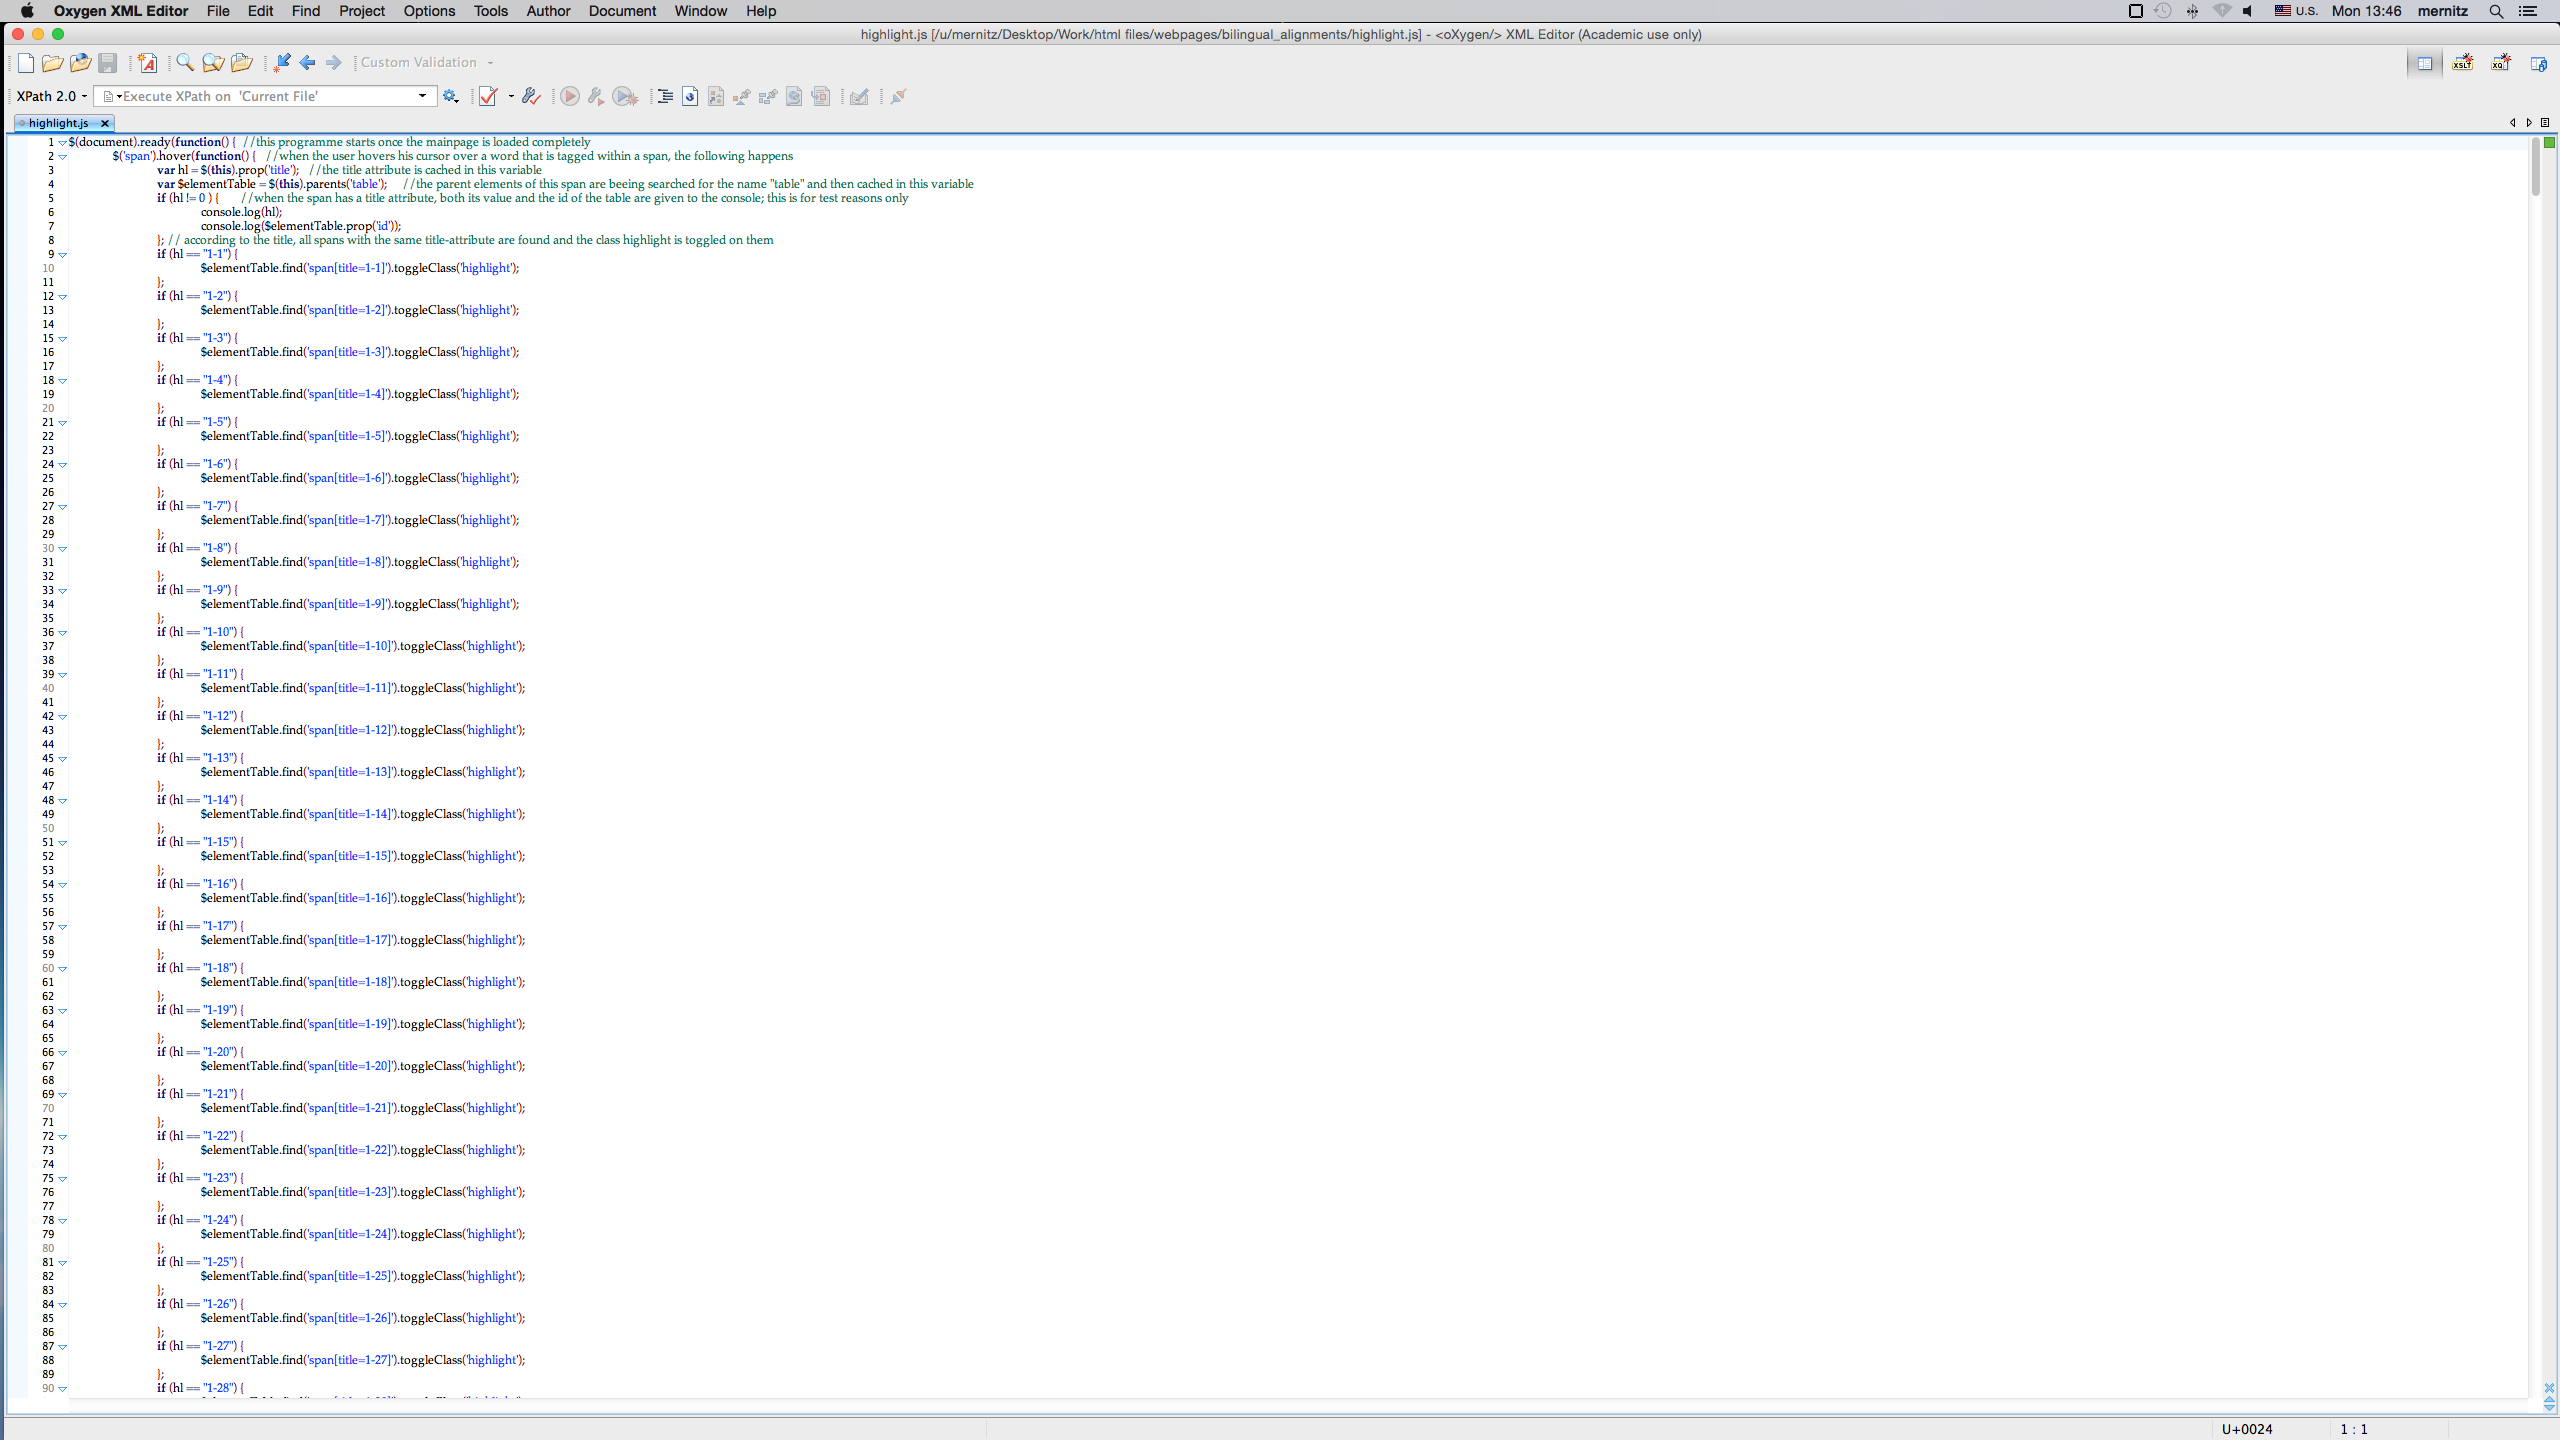 Oxygen XML Editor File Edit Find Project Options Tools Author Document Window Help U.S. Mon 13:46 mernitz
highlight.js [/u/mernitz/Desktop/Work/html files/webpages/bilingual_alignments/highlight.js] - <oXygen/> XML Editor (Academic use only)
Custom Validation
XPath 2.0 Execute XPath on 'Current File'
highlight.js
1 $(document).ready(function() { //this programme starts once the mainpage is loaded completely
2 $('span').hover(function() { //when the user hovers his cursor over a word that is tagged within a span, the following happens
3 var hl = $(this).prop('title'); //the title attribute is cached in this variable
4 var $elementTable = $(this).parents('table'); //the parent elements of this span are beeing searched for the name "table" and then cached in this variable
5 if (hl != 0 ) { //when the span has a title attribute, both its value and the id of the table are given to the console; this is for test reasons only
6 console.log(hl);
7 console.log($elementTable.prop('id'));
8 }; // according to the title, all spans with the same title-attribute are found and the class highlight is toggled on them
9 if (hl == "1-1") {
10 $elementTable.find('span[title=1-1]').toggleClass('highlight');
11 };
12 if (hl == "1-2") {
13 $elementTable.find('span[title=1-2]').toggleClass('highlight');
14 };
15 if (hl == "1-3") {
16 $elementTable.find('span[title=1-3]').toggleClass('highlight');
17 };
18 if (hl == "1-4") {
19 $elementTable.find('span[title=1-4]').toggleClass('highlight');
20 };
21 if (hl == "1-5") {
22 $elementTable.find('span[title=1-5]').toggleClass('highlight');
23 };
24 if (hl == "1-6") {
25 $elementTable.find('span[title=1-6]').toggleClass('highlight');
26 };
27 if (hl == "1-7") {
28 $elementTable.find('span[title=1-7]').toggleClass('highlight');
29 };
30 if (hl == "1-8") {
31 $elementTable.find('span[title=1-8]').toggleClass('highlight');
32 };
33 if (hl == "1-9") {
34 $elementTable.find('span[title=1-9]').toggleClass('highlight');
35 };
36 if (hl == "1-10") {
37 $elementTable.find('span[title=1-10]').toggleClass('highlight');
38 };
39 if (hl == "1-11") {
40 $elementTable.find('span[title=1-11]').toggleClass('highlight');
41 };
42 if (hl == "1-12") {
43 $elementTable.find('span[title=1-12]').toggleClass('highlight');
44 };
45 if (hl == "1-13") {
46 $elementTable.find('span[title=1-13]').toggleClass('highlight');
47 };
48 if (hl == "1-14") {
49 $elementTable.find('span[title=1-14]').toggleClass('highlight');
50 };
51 if (hl == "1-15") {
52 $elementTable.find('span[title=1-15]').toggleClass('highlight');
53 };
54 if (hl == "1-16") {
55 $elementTable.find('span[title=1-16]').toggleClass('highlight');
56 };
57 if (hl == "1-17") {
58 $elementTable.find('span[title=1-17]').toggleClass('highlight');
59 };
60 if (hl == "1-18") {
61 $elementTable.find('span[title=1-18]').toggleClass('highlight');
62 };
63 if (hl == "1-19") {
64 $elementTable.find('span[title=1-19]').toggleClass('highlight');
65 };
66 if (hl == "1-20") {
67 $elementTable.find('span[title=1-20]').toggleClass('highlight');
68 };
69 if (hl == "1-21") {
70 $elementTable.find('span[title=1-21]').toggleClass('highlight');
71 };
72 if (hl == "1-22") {
73 $elementTable.find('span[title=1-22]').toggleClass('highlight');
74 };
75 if (hl == "1-23") {
76 $elementTable.find('span[title=1-23]').toggleClass('highlight');
77 };
78 if (hl == "1-24") {
79 $elementTable.find('span[title=1-24]').toggleClass('highlight');
80 };
81 if (hl == "1-25") {
82 $elementTable.find('span[title=1-25]').toggleClass('highlight');
83 };
84 if (hl == "1-26") {
85 $elementTable.find('span[title=1-26]').toggleClass('highlight');
86 };
87 if (hl == "1-27") {
88 $elementTable.find('span[title=1-27]').toggleClass('highlight');
89 };
90 if (hl == "1-28") {
U+0024 1 : 1